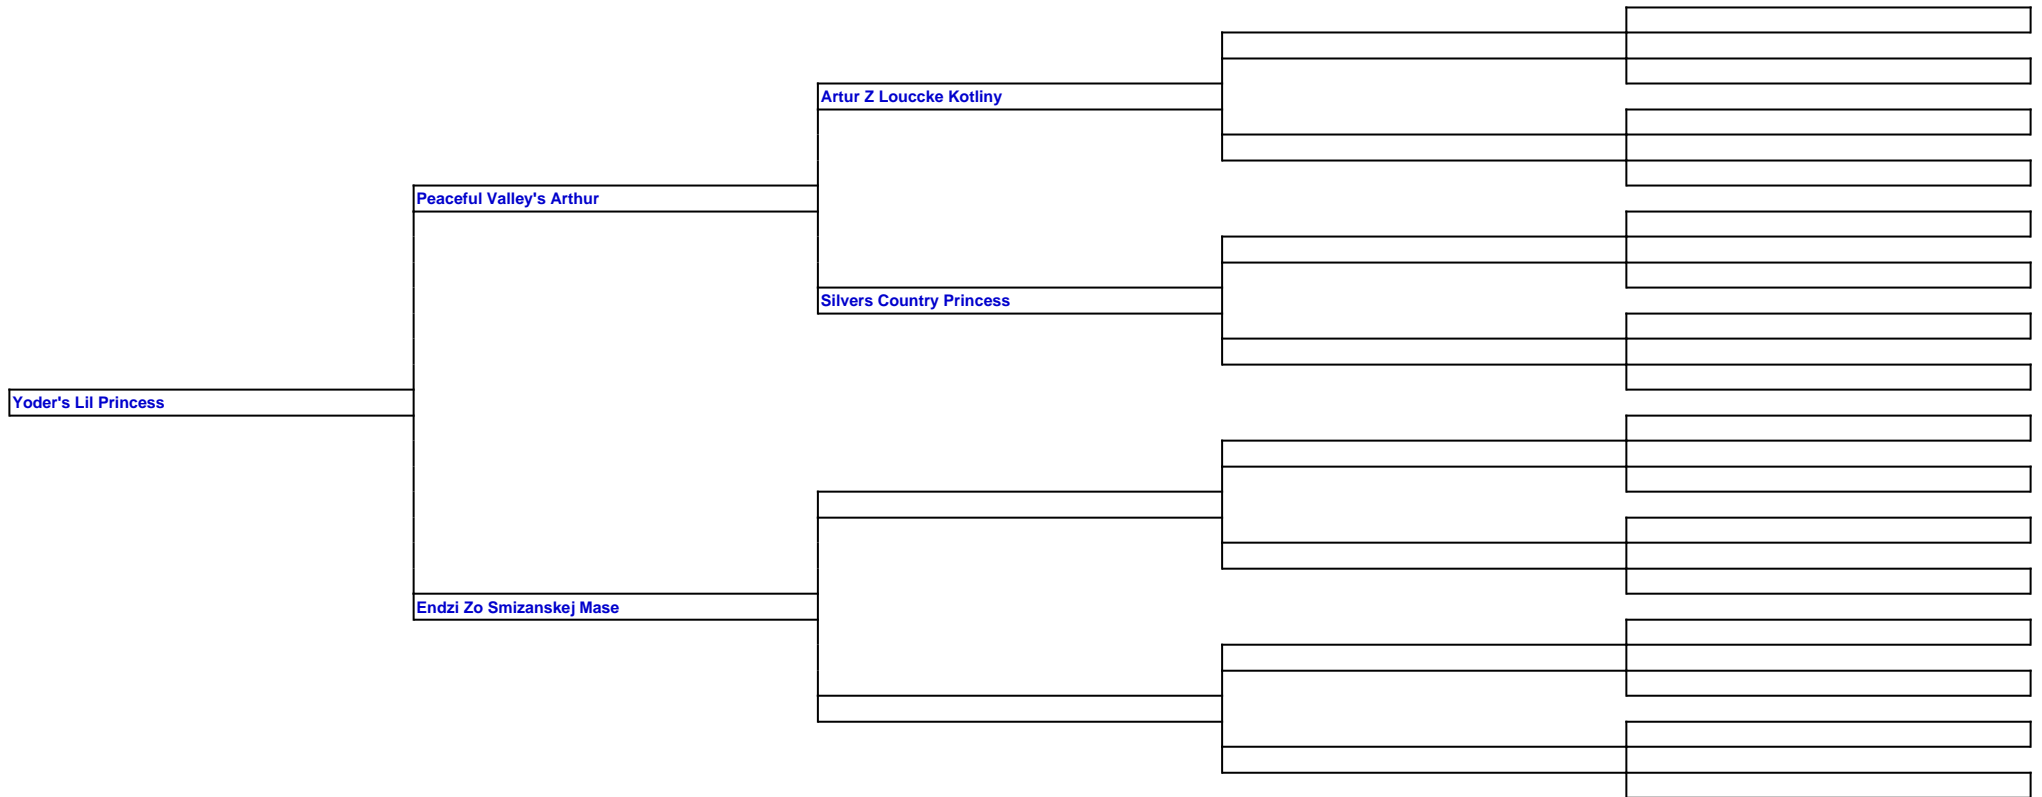 Artur Z Louccke Kotliny
Peaceful Valley's Arthur
Silvers Country Princess
Yoder's Lil Princess
Endzi Zo Smizanskej Mase